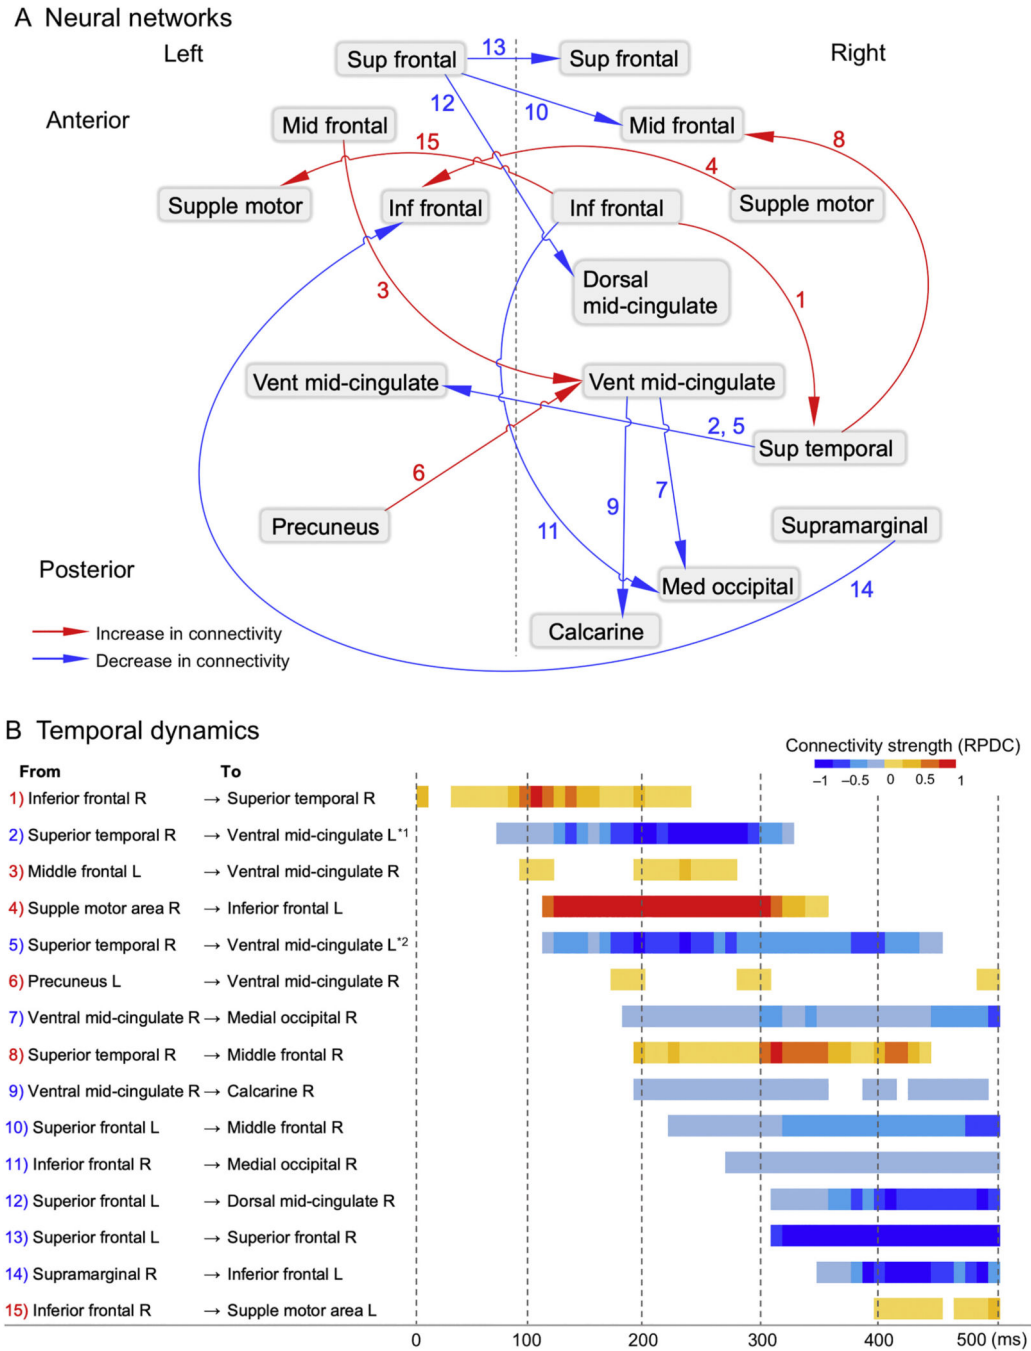 A Neural networks
Left
Right
Sup frontal
13
Sup frontal
12
10
Anterior
Mid frontal
Mid frontal
15
8
4
Supple motor
Inf frontal
Inf frontal
Supple motor
Dorsal
mid-cingulate
3
1
Vent mid-cingulate
Vent mid-cingulate
2, 5
Sup temporal
6
7
9
Precuneus
11
Supramarginal
Posterior
Med occipital
14
Calcarine
Increase in connectivity
Decrease in connectivity
B Temporal dynamics
Connectivity strength (RPDC)
−1 −0.5 0 0.5 1
From To
1) Inferior frontal R → Superior temporal R
2) Superior temporal R → Ventral mid-cingulate L*1
3) Middle frontal L → Ventral mid-cingulate R
4) Supple motor area R → Inferior frontal L
5) Superior temporal R → Ventral mid-cingulate L*2
6) Precuneus L → Ventral mid-cingulate R
7) Ventral mid-cingulate R → Medial occipital R
8) Superior temporal R → Middle frontal R
9) Ventral mid-cingulate R → Calcarine R
10) Superior frontal L → Middle frontal R
11) Inferior frontal R → Medial occipital R
12) Superior frontal L → Dorsal mid-cingulate R
13) Superior frontal L → Superior frontal R
14) Supramarginal R → Inferior frontal L
15) Inferior frontal R → Supple motor area L
0 100 200 300 400 500 (ms)